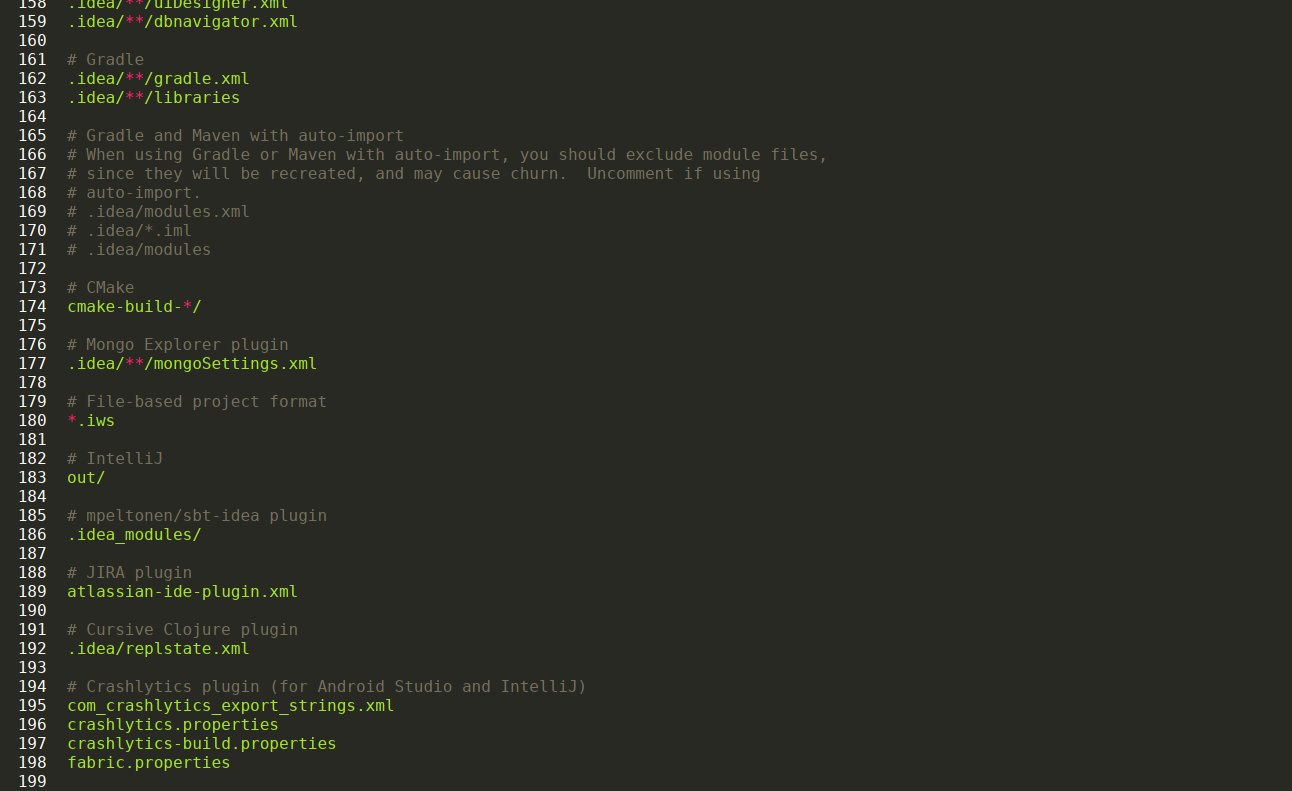 158 .idea/**/uiDesigner.xml
159 .idea/**/dbnavigator.xml
160
161 # Gradle
162 .idea/**/gradle.xml
163 .idea/**/libraries
164
165 # Gradle and Maven with auto-import
166 # When using Gradle or Maven with auto-import, you should exclude module files,
167 # since they will be recreated, and may cause churn.  Uncomment if using
168 # auto-import.
169 # .idea/modules.xml
170 # .idea/*.iml
171 # .idea/modules
172
173 # CMake
174 cmake-build-*/
175
176 # Mongo Explorer plugin
177 .idea/**/mongoSettings.xml
178
179 # File-based project format
180 *.iws
181
182 # IntelliJ
183 out/
184
185 # mpeltonen/sbt-idea plugin
186 .idea_modules/
187
188 # JIRA plugin
189 atlassian-ide-plugin.xml
190
191 # Cursive Clojure plugin
192 .idea/replstate.xml
193
194 # Crashlytics plugin (for Android Studio and IntelliJ)
195 com_crashlytics_export_strings.xml
196 crashlytics.properties
197 crashlytics-build.properties
198 fabric.properties
199